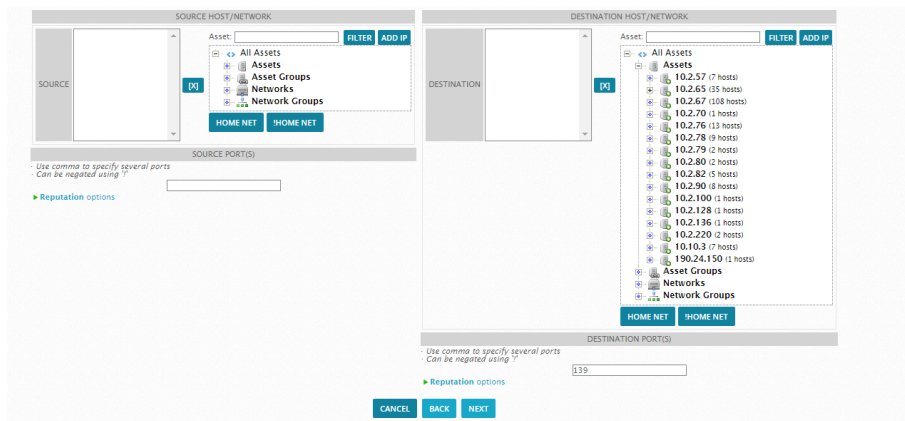 SOURCE HOST/NETWORK
SOURCE
[X]
Asset:
FILTER
ADD IP
All Assets
Assets
Asset Groups
Networks
Network Groups
HOME NET
!HOME NET
SOURCE PORT(S)
- Use comma to specify several ports
- Can be negated using '!'
Reputation options
DESTINATION HOST/NETWORK
DESTINATION
[X]
Asset:
FILTER
ADD IP
All Assets
Assets
10.2.57 (7 hosts)
10.2.65 (35 hosts)
10.2.67 (108 hosts)
10.2.70 (1 hosts)
10.2.76 (13 hosts)
10.2.78 (9 hosts)
10.2.79 (2 hosts)
10.2.80 (2 hosts)
10.2.82 (5 hosts)
10.2.90 (8 hosts)
10.2.100 (1 hosts)
10.2.128 (1 hosts)
10.2.136 (1 hosts)
10.2.220 (2 hosts)
10.10.3 (7 hosts)
190.24.150 (1 hosts)
Asset Groups
Networks
Network Groups
HOME NET
!HOME NET
DESTINATION PORT(S)
- Use comma to specify several ports
- Can be negated using '!'
139
Reputation options
CANCEL
BACK
NEXT